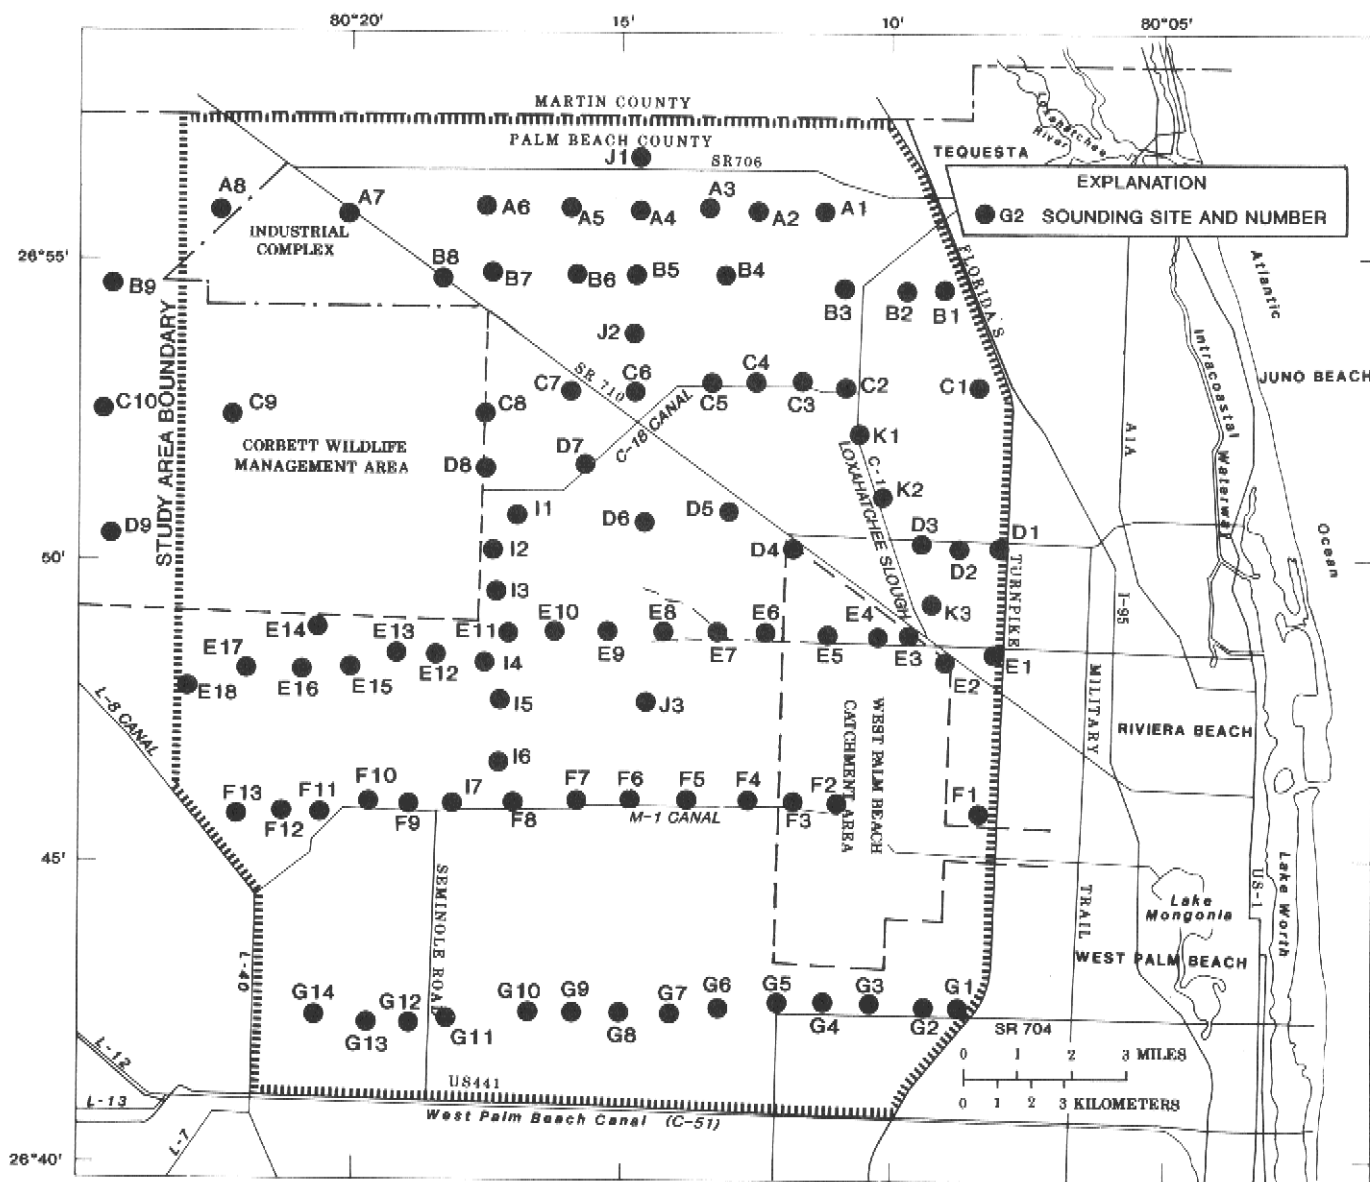 80°20'
15'
10'
80°05'
MARTIN COUNTY
PALM BEACH COUNTY
J1
SR706
TEQUESTA
Loxahatchee
River
EXPLANATION
G2 SOUNDING SITE AND NUMBER
A8
A7
A6
A5
A4
A3
A2
A1
INDUSTRIAL
COMPLEX
26°55'
B9
B8
B7
B6
B5
B4
B3
B2
B1
FLORIDA'S
TURNPIKE
Atlantic
Ocean
STUDY AREA BOUNDARY
J2
SR 710
C10
C9
C8
C7
C6
C5
C4
C3
C2
C1
C-18 CANAL
JUNO BEACH
Intracoastal
Waterway
A1A
CORBETT WILDLIFE
MANAGEMENT AREA
K1
C-1
LOXAHATCHEE SLOUGH
K2
D9
D8
D7
D6
D5
D4
D3
D2
D1
I1
I2
I3
50'
K3
I-95
E18
E17
E16
E15
E14
E13
E12
E11
E10
E9
E8
E7
E6
E5
E4
E3
E2
E1
I4
I5
J3
I6
L-8 CANAL
WEST PALM BEACH
CATCHMENT AREA
MILITARY
TRAIL
RIVIERA BEACH
F13
F12
F11
F10
F9
I7
F8
F7
F6
F5
F4
F3
F2
F1
M-1 CANAL
45'
SEMINOLE ROAD
L-40
Lake
Mongonia
US-1
Lake Worth
WEST PALM BEACH
G14
G13
G12
G11
G10
G9
G8
G7
G6
G5
G4
G3
G2
G1
SR 704
0 1 2 3 MILES
0 1 2 3 KILOMETERS
L-12
L-13
L-7
US441
West Palm Beach Canal (C-51)
26°40'